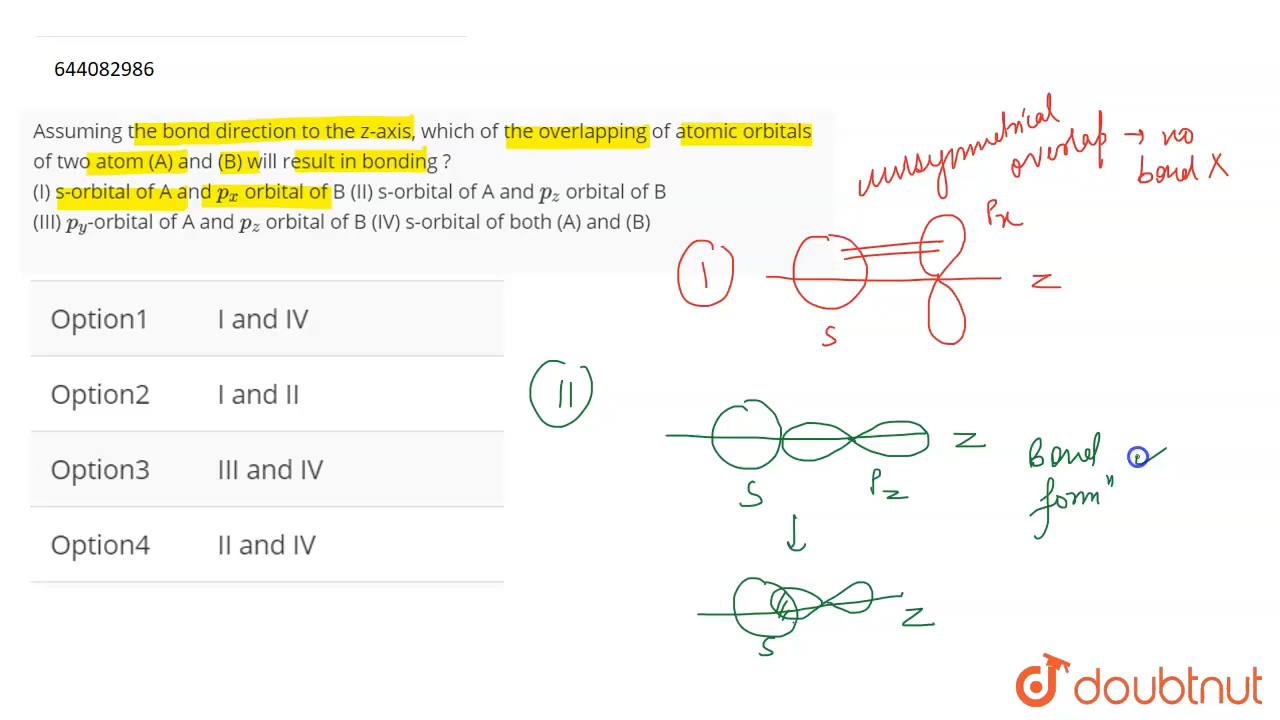 644082986
Assuming the bond direction to the z-axis, which of the overlapping of atomic orbitals
of two atom (A) and (B) will result in bonding ?
(I) s-orbital of A and pₓ orbital of B (II) s-orbital of A and p_z orbital of B
(III) p_y-orbital of A and p_z orbital of B (IV) s-orbital of both (A) and (B)
Option1 I and IV
Option2 I and II
Option3 III and IV
Option4 II and IV
unsymmetrical
overlap → no
bond X
Px
I
Z
S
II
Z
S
Pz
Bond ✓
form"
↓
Z
S
doubtnut